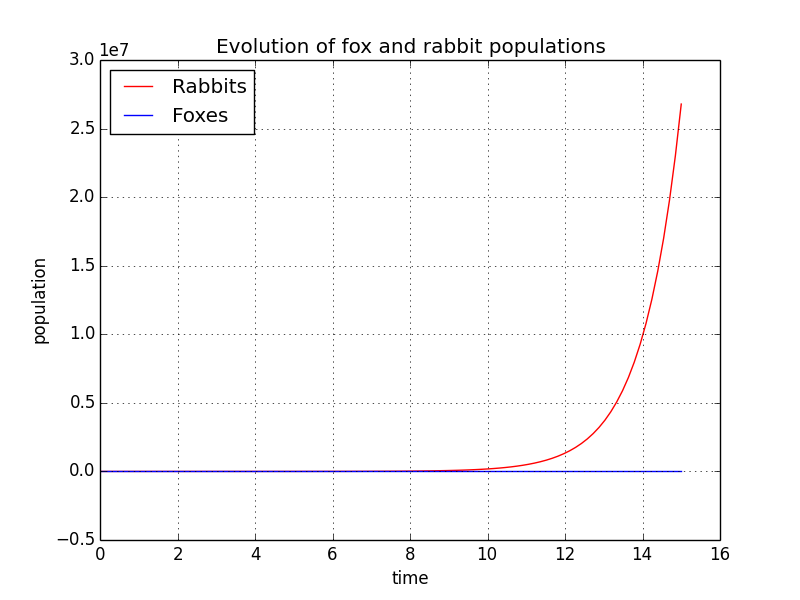 Evolution of fox and rabbit populations
1e7
3.0
2.5
2.0
1.5
1.0
0.5
0.0
−0.5
Rabbits
Foxes
population
0 2 4 6 8 10 12 14 16
time